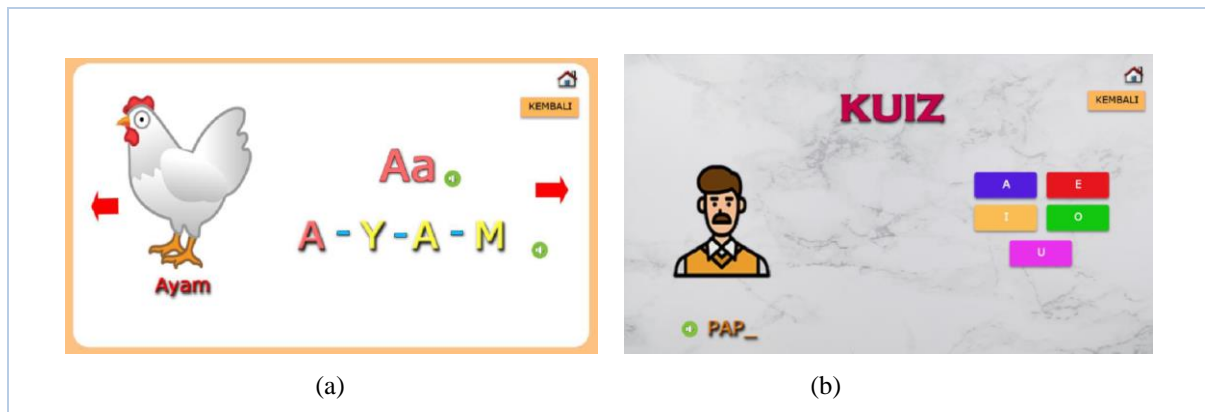 KEMBALI
Aa
A-Y-A-M
Ayam
(a)
KUIZ
KEMBALI
A E
I O
U
PAP_
(b)